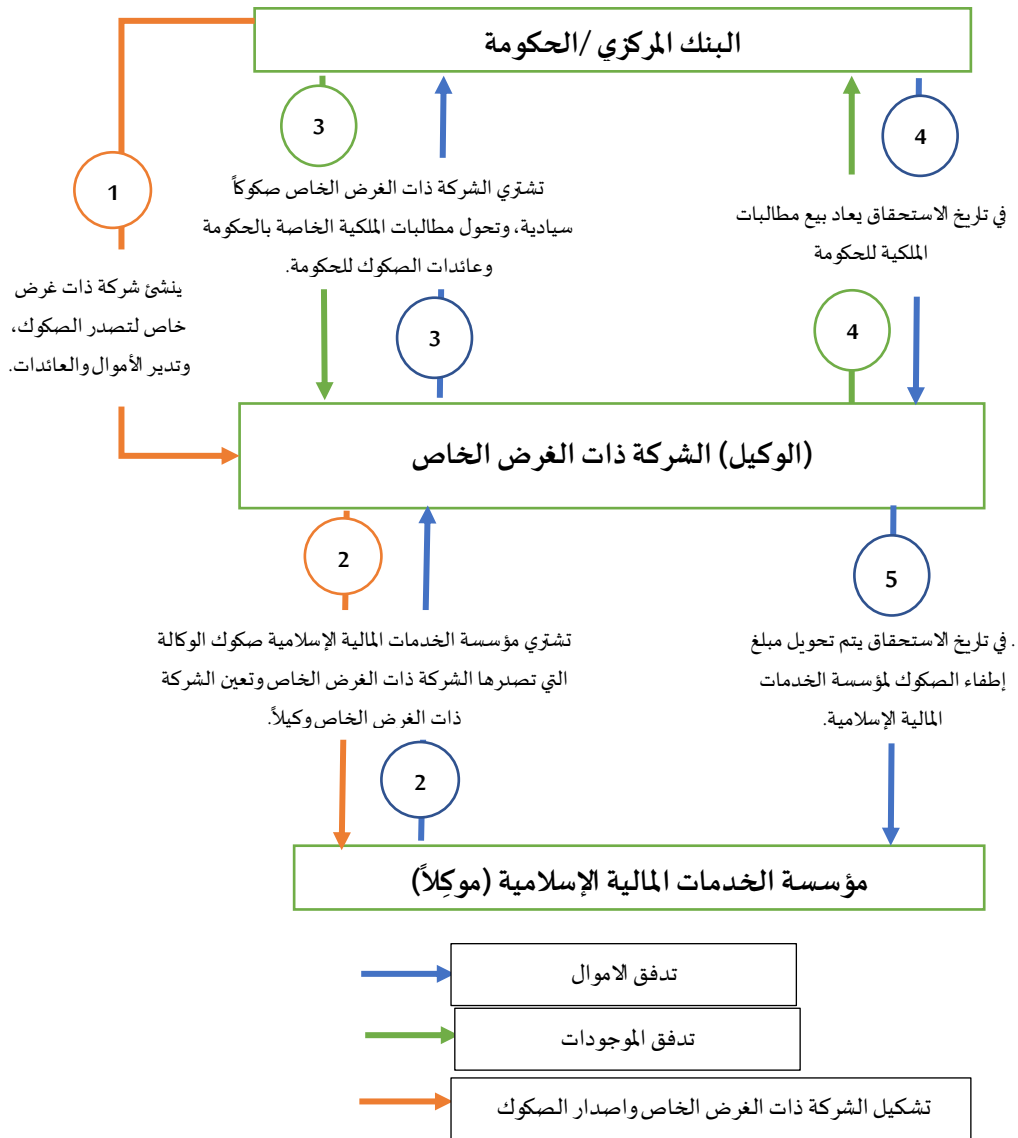 البنك المركزي /الحكومة
3
4
1
تشتري الشركة ذات الغرض الخاص صكوكاً
سيادية، وتحول مطالبات الملكية الخاصة بالحكومة
وعائدات الصكوك للحكومة.
في تاريخ الاستحقاق يعاد بيع مطالبات
الملكية للحكومة
ينشئ شركة ذات غرض
خاص لتصدر الصكوك،
وتدير الأموال والعائدات.
3
4
(الوكيل) الشركة ذات الغرض الخاص
2
5
تشتري مؤسسة الخدمات المالية الإسلامية صكوك الوكالة
التي تصدرها الشركة ذات الغرض الخاص وتعين الشركة
ذات الغرض الخاص وكيلاً.
. في تاريخ الاستحقاق يتم تحويل مبلغ
إطفاء الصكوك لمؤسسة الخدمات
المالية الإسلامية.
2
مؤسسة الخدمات المالية الإسلامية (موكِلاً)
تدفق الاموال
تدفق الموجودات
تشكيل الشركة ذات الغرض الخاص واصدار الصكوك